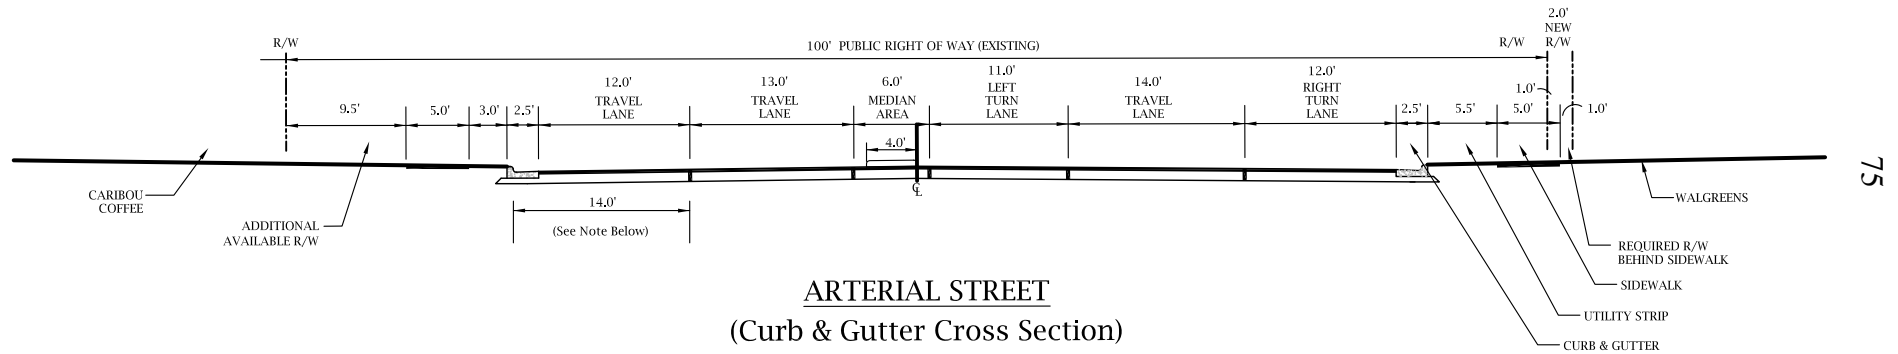 2.0'
NEW
R/W
R/W
R/W
100' PUBLIC RIGHT OF WAY (EXISTING)
12.0'
TRAVEL
LANE
13.0'
TRAVEL
LANE
6.0'
MEDIAN
AREA
11.0'
LEFT
TURN
LANE
14.0'
TRAVEL
LANE
12.0'
RIGHT
TURN
LANE
1.0'
9.5'
5.0'
3.0'
2.5'
2.5'
5.5'
5.0'
1.0'
4.0'
CARIBOU
COFFEE
ADDITIONAL
AVAILABLE R/W
14.0'
(See Note Below)
CL
WALGREENS
REQUIRED R/W
BEHIND SIDEWALK
SIDEWALK
UTILITY STRIP
CURB & GUTTER
ARTERIAL STREET
(Curb & Gutter Cross Section)
75